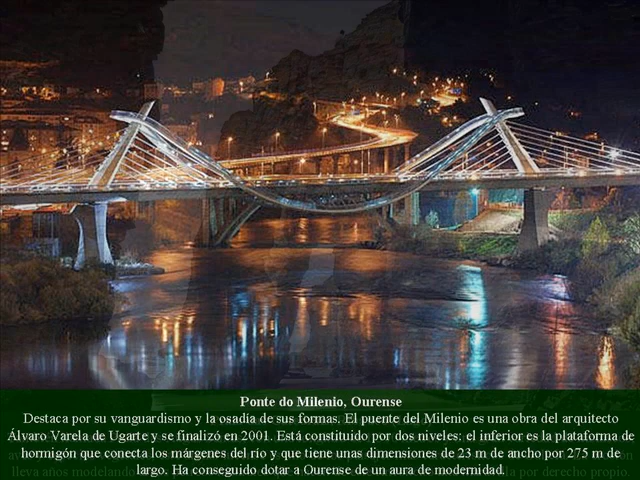 Ponte do Milenio, Ourense
Destaca por su vanguardismo y la osadía de sus formas. El puente del Milenio es una obra del arquitecto
Álvaro Varela de Ugarte y se finalizó en 2001. Está constituido por dos niveles: el inferior es la plataforma de
hormigón que conecta los márgenes del río y que tiene unas dimensiones de 23 m de ancho por 275 m de
largo. Ha conseguido dotar a Ourense de un aura de modernidad.